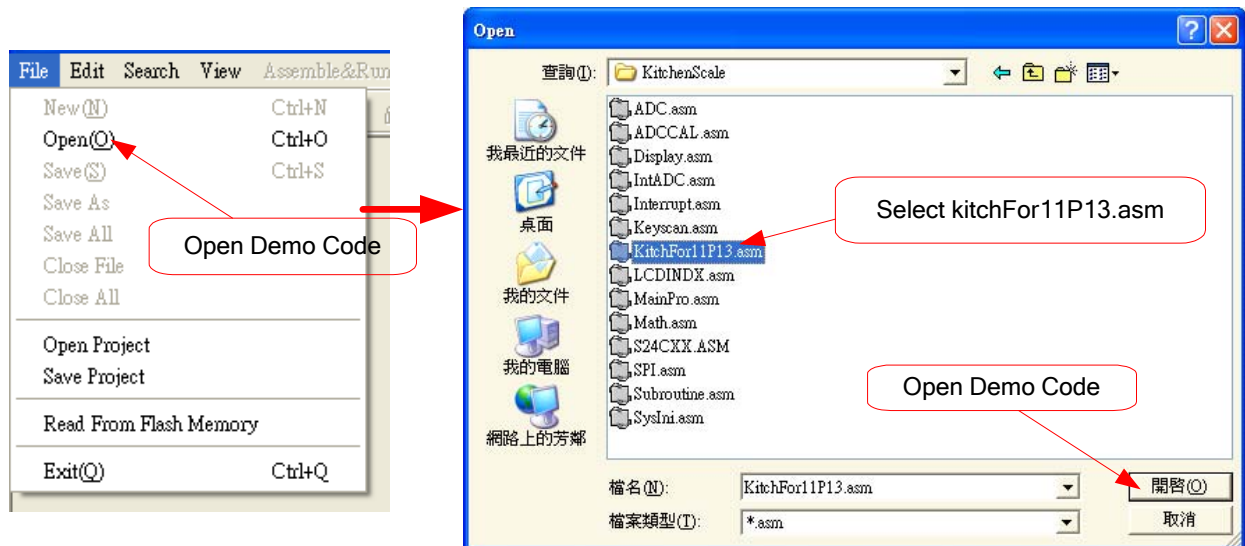 File Edit Search View Assemble&Run
New(N) Ctrl+N
Open(O) Ctrl+O
Save(S) Ctrl+S
Save As
Save All
Close File
Close All
Open Project
Save Project
Read From Flash Memory
Exit(Q) Ctrl+Q
Open Demo Code
Open
查詢(I): KitchenScale
我最近的文件
桌面
我的文件
我的電腦
網路上的芳鄰
ADC.asm
ADCCAL.asm
Display.asm
IntADC.asm
Interrupt.asm
Keyscan.asm
KitchFor11P13.asm
LCDINDX.asm
MainPro.asm
Math.asm
S24CXX.ASM
SPI.asm
Subroutine.asm
SysIni.asm
Select kitchFor11P13.asm
Open Demo Code
檔名(N): KitchFor11P13.asm 開啓(O)
檔案類型(T): *.asm 取消